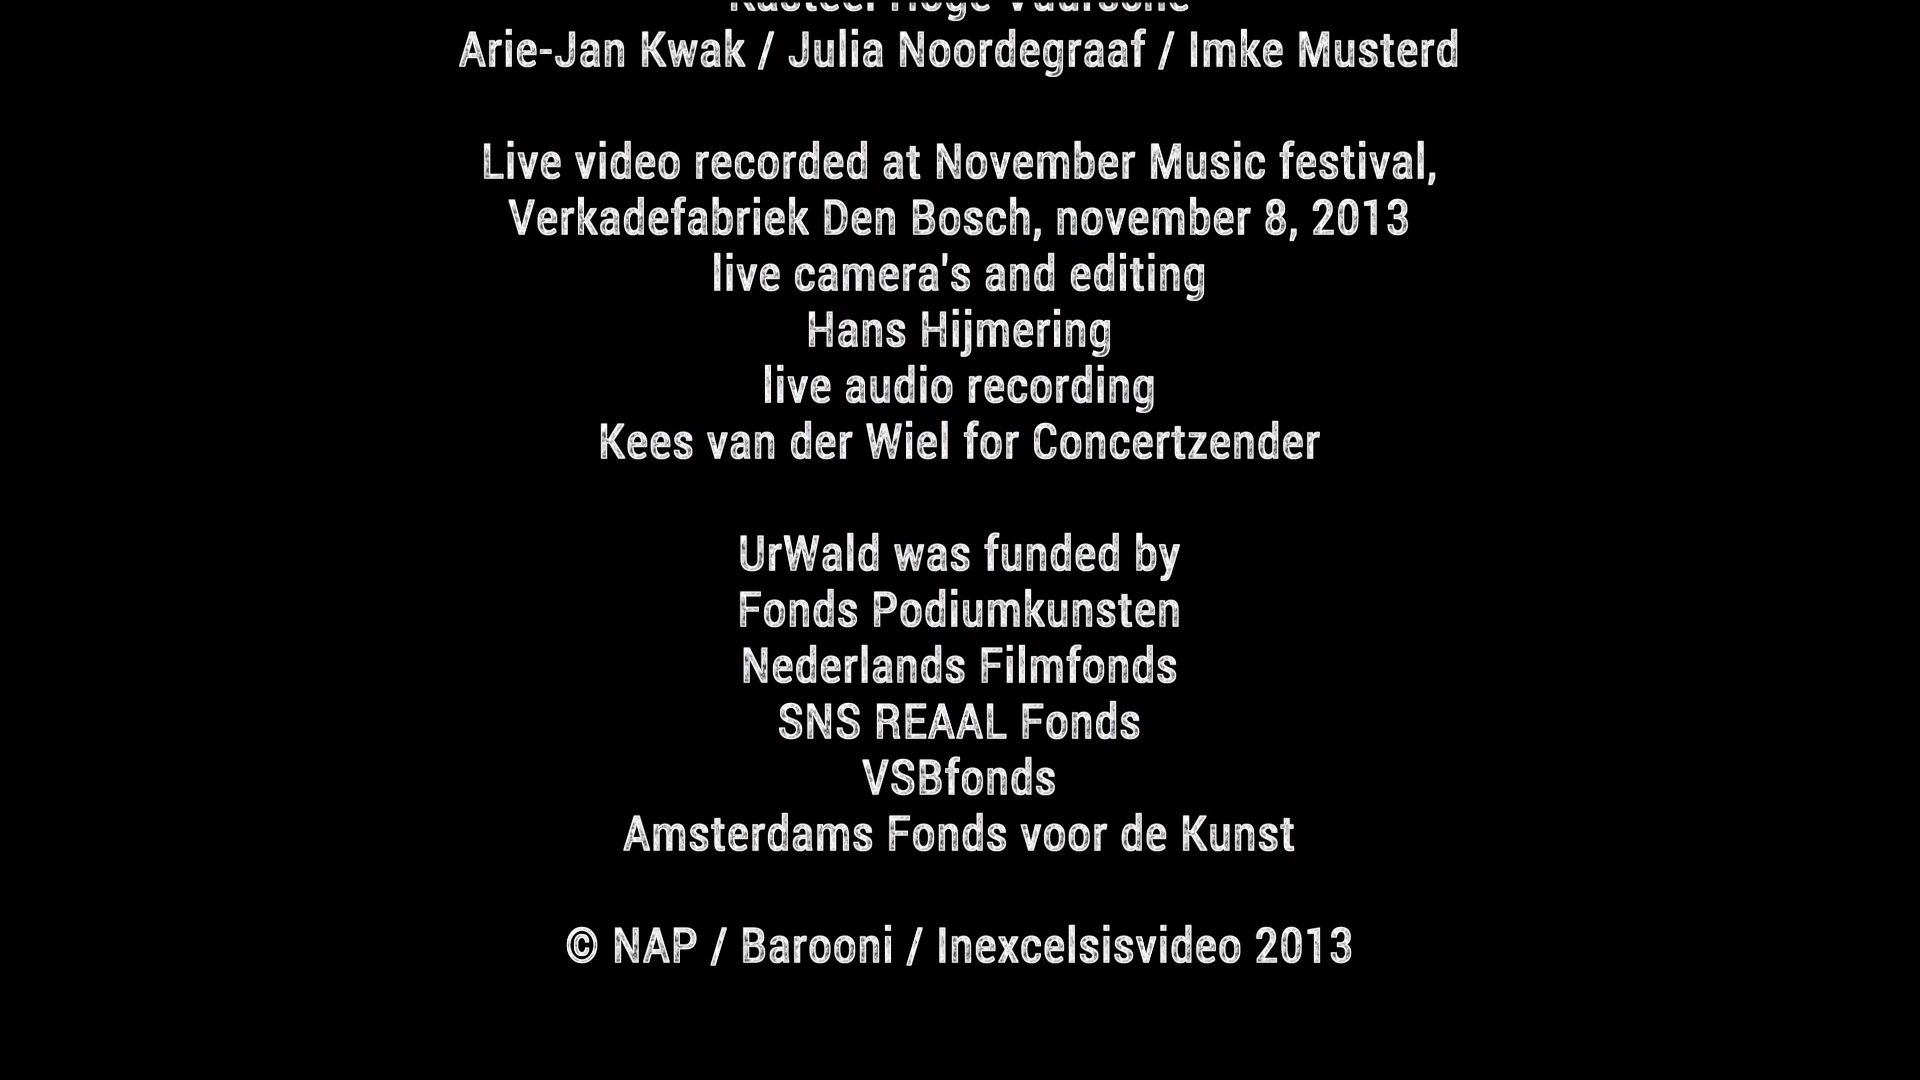 Arie-Jan Kwak / Julia Noordegraaf / Imke Musterd
Live video recorded at November Music festival,
Verkadefabriek Den Bosch, november 8, 2013
live camera's and editing
Hans Hijmering
live audio recording
Kees van der Wiel for Concertzender
UrWald was funded by
Fonds Podiumkunsten
Nederlands Filmfonds
SNS REAAL Fonds
VSBfonds
Amsterdams Fonds voor de Kunst
© NAP / Barooni / Inexcelsisvideo 2013